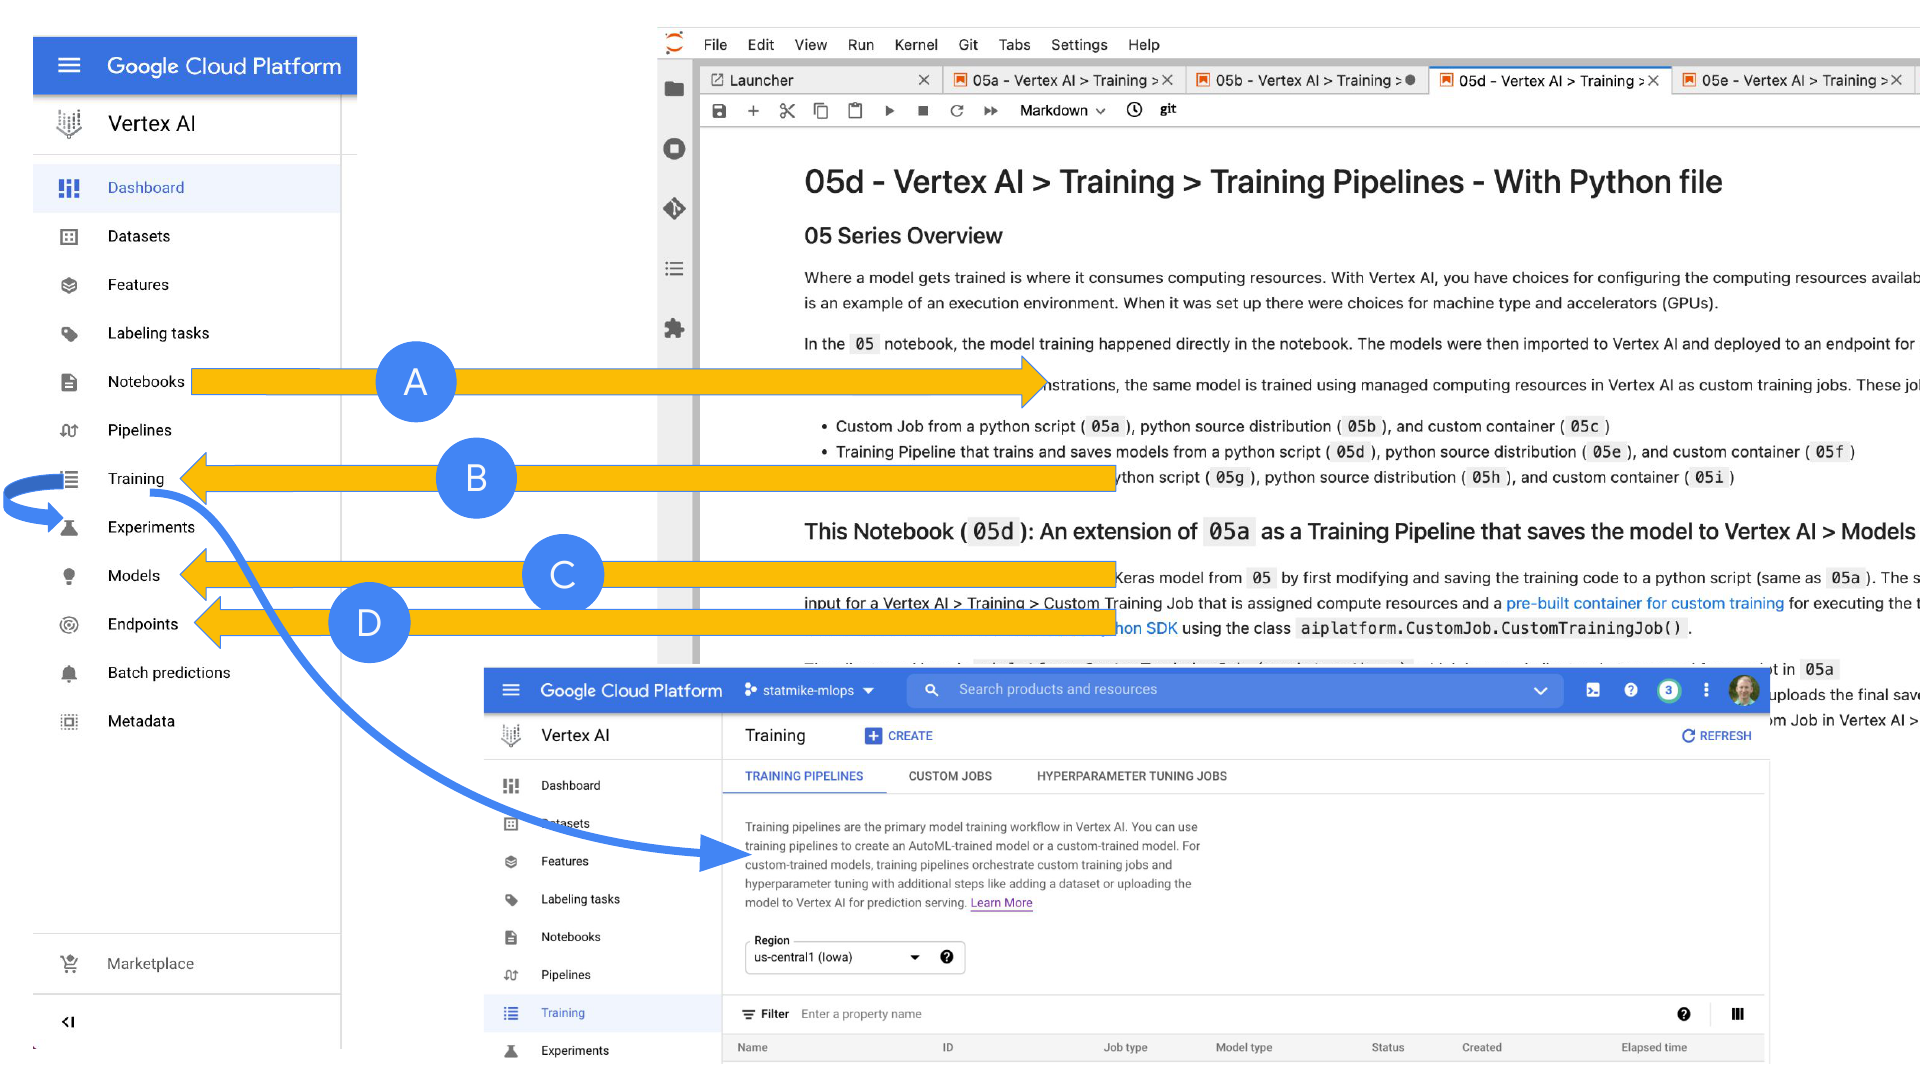 Google Cloud Platform
Vertex AI
Dashboard
Datasets
Features
Labeling tasks
Notebooks
Pipelines
Training
Experiments
Models
Endpoints
Batch predictions
Metadata
Marketplace
A
B
C
D
File Edit View Run Kernel Git Tabs Settings Help
Launcher
05a - Vertex AI > Training >
05b - Vertex AI > Training >
05d - Vertex AI > Training >
05e - Vertex AI > Training >
Markdown
git
05d - Vertex AI > Training > Training Pipelines - With Python file
05 Series Overview
Where a model gets trained is where it consumes computing resources. With Vertex AI, you have choices for configuring the computing resources
is an example of an execution environment. When it was set up there were choices for machine type and accelerators (GPUs).
In the 05 notebook, the model training happened directly in the notebook. The models were then imported to Vertex AI and deployed to an endpoint for
, the same model is trained using managed computing resources in Vertex AI as custom training jobs. These
• Custom Job from a python script ( 05a ), python source distribution ( 05b ), and custom container ( 05c )
• Training Pipeline that trains and saves models from a python script ( 05d ), python source distribution ( 05e ), and custom container ( 05f )
script ( 05g ), python source distribution ( 05h ), and custom container ( 05i )
This Notebook ( 05d ): An extension of 05a as a Training Pipeline that saves the model to Vertex AI > Models
Keras model from 05 by first modifying and saving the training code to a python script (same as 05a ). The
input for a Vertex AI > Training > Custom Training Job that is assigned compute resources and a pre-built container for custom training for executing the
SDK using the class aiplatform.CustomJob.CustomTrainingJob() .
in 05a
uploads the final
Job in Vertex AI >
Google Cloud Platform
statmike-mlops
Search products and resources
3
Vertex AI
Training
CREATE
REFRESH
Dashboard
Features
Labeling tasks
Notebooks
Pipelines
Training
Experiments
TRAINING PIPELINES
CUSTOM JOBS
HYPERPARAMETER TUNING JOBS
Training pipelines are the primary model training workflow in Vertex AI. You can use
training pipelines to create an AutoML-trained model or a custom-trained model. For
custom-trained models, training pipelines orchestrate custom training jobs and
hyperparameter tuning with additional steps like adding a dataset or uploading the
model to Vertex AI for prediction serving. Learn More
Region
us-central1 (Iowa)
Filter Enter a property name
Name ID Job type Model type Status Created Elapsed time